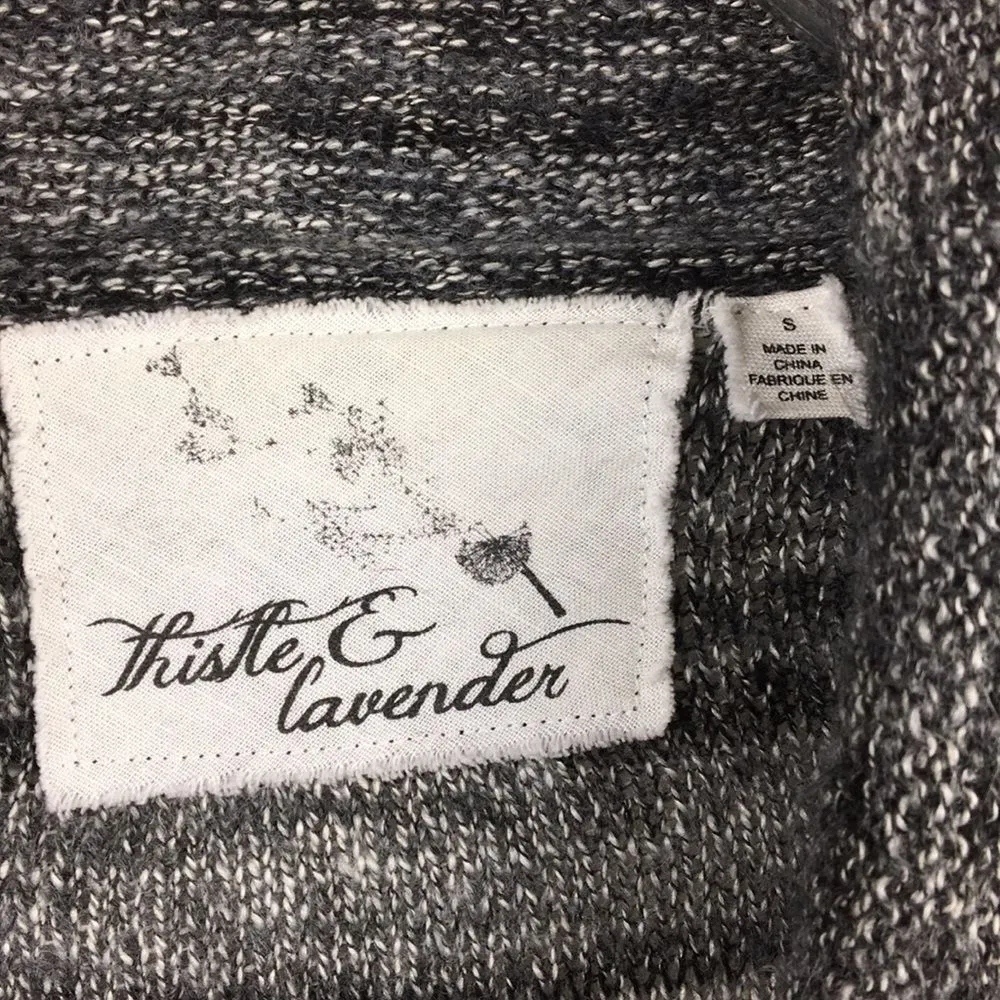 thistle &
lavender
S
MADE IN
CHINA
FABRIQUE EN
CHINE